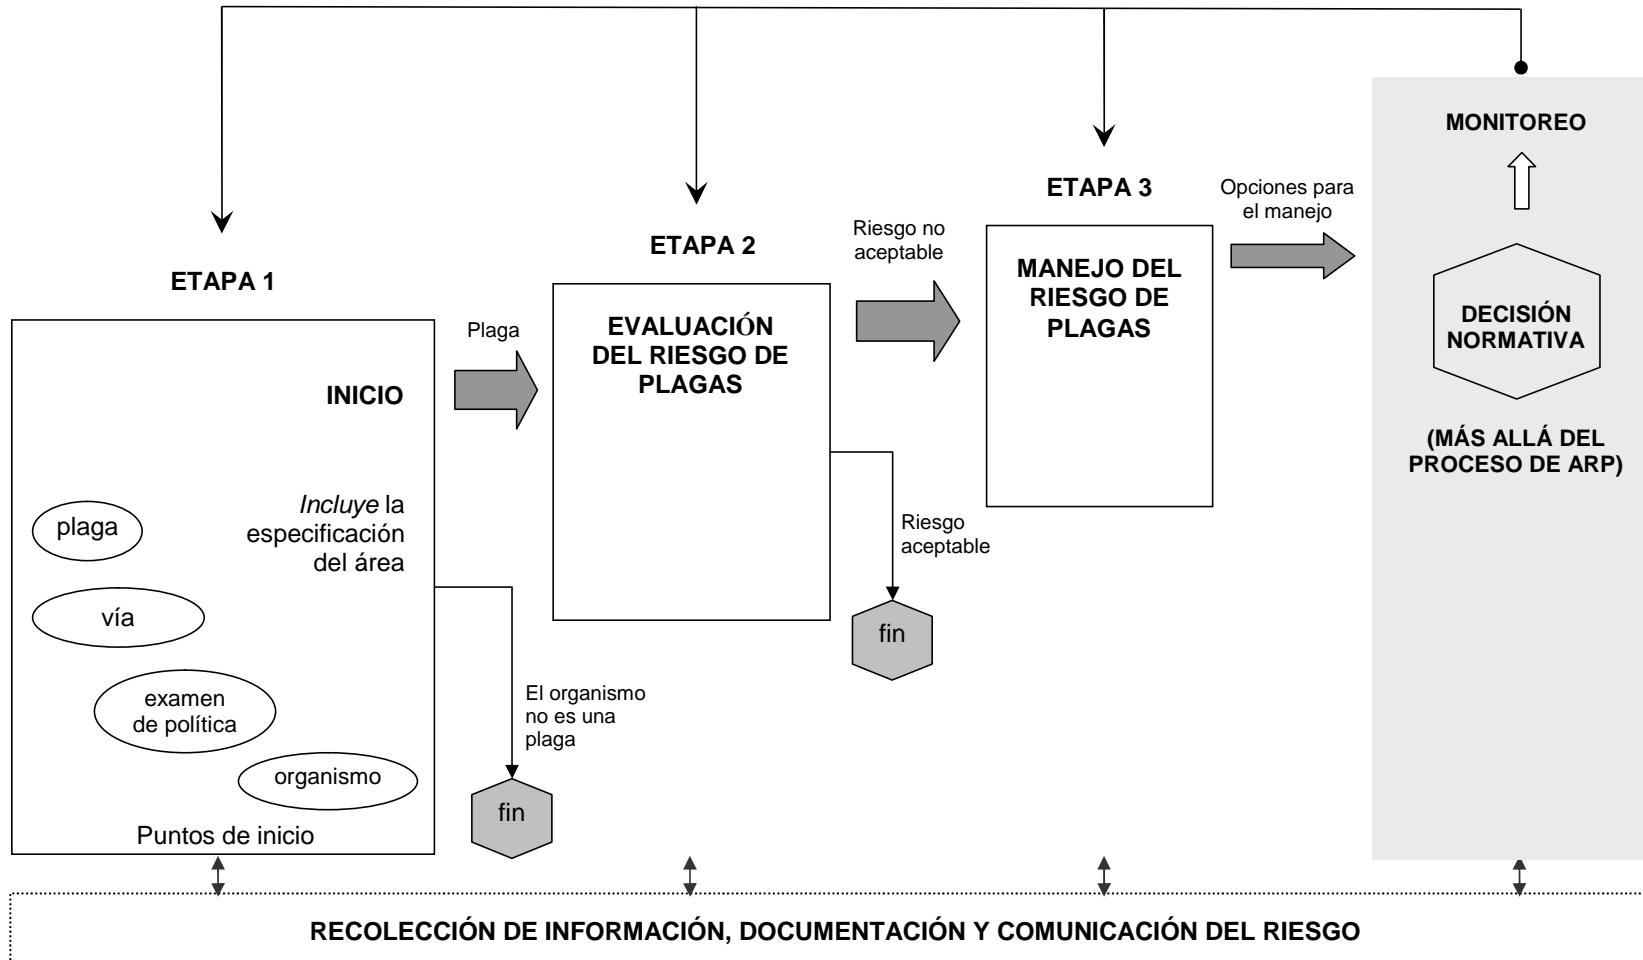 ETAPA 1
INICIO
Incluye la
especificación
del área
plaga
vía
examen
de política
organismo
Puntos de inicio
Plaga
El organismo
no es una
plaga
fin
ETAPA 2
EVALUACIÓN
DEL RIESGO DE
PLAGAS
Riesgo no
aceptable
Riesgo
aceptable
fin
ETAPA 3
MANEJO DEL
RIESGO DE
PLAGAS
Opciones para
el manejo
MONITOREO
DECISIÓN
NORMATIVA
(MÁS ALLÁ DEL
PROCESO DE ARP)
RECOLECCIÓN DE INFORMACIÓN, DOCUMENTACIÓN Y COMUNICACIÓN DEL RIESGO